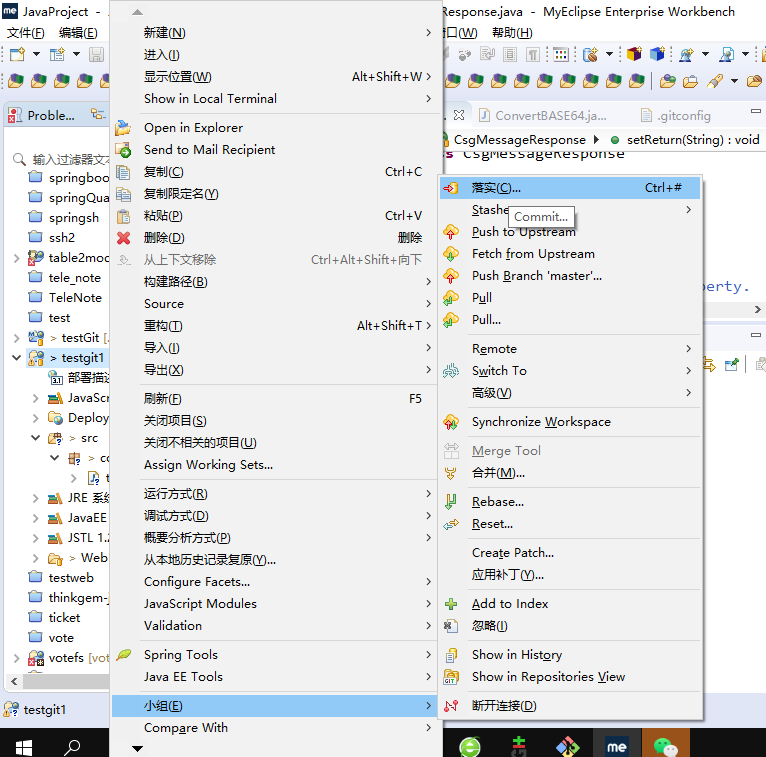 JavaProject -
Response.java - MyEclipse Enterprise Workbench
文件(F) 编辑(E)
(W) 帮助(H)
Proble...
ConvertBASE64.ja...
.gitconfig
CsgMessageResponse
setReturn(String) : void
CsgMessageResponse
perty.
输入过滤器文本
springboo
springQua
springsh
ssh2
table2moc
tele_note
TeleNote
test
> testGit [
> testgit1
部署描述
JavaScr
Deploy
> src
> co
JRE 系统
JavaEE
JSTL 1.2
> Web
testweb
thinkgem-j
ticket
vote
votefs [vot
testgit1
新建(N)
进入(I)
显示位置(W) Alt+Shift+W
Show in Local Terminal
Open in Explorer
Send to Mail Recipient
复制(C) Ctrl+C
复制限定名(Y)
粘贴(P) Ctrl+V
删除(D) 删除
从上下文移除 Ctrl+Alt+Shift+向下
构建路径(B)
Source
重构(T) Alt+Shift+T
导入(I)
导出(X)
刷新(F) F5
关闭项目(S)
关闭不相关的项目(U)
Assign Working Sets...
运行方式(R)
调试方式(D)
概要分析方式(P)
从本地历史记录复原(Y)...
Configure Facets...
JavaScript Modules
Validation
Spring Tools
Java EE Tools
小组(E)
Compare With
落实(C)... Ctrl+#
Stashe
Commit...
Push to Upstream
Fetch from Upstream
Push Branch 'master'...
Pull
Pull...
Remote
Switch To
高级(V)
Synchronize Workspace
Merge Tool
合并(M)...
Rebase...
Reset...
Create Patch...
应用补丁(Y)...
Add to Index
忽略(I)
Show in History
Show in Repositories View
断开连接(D)
me